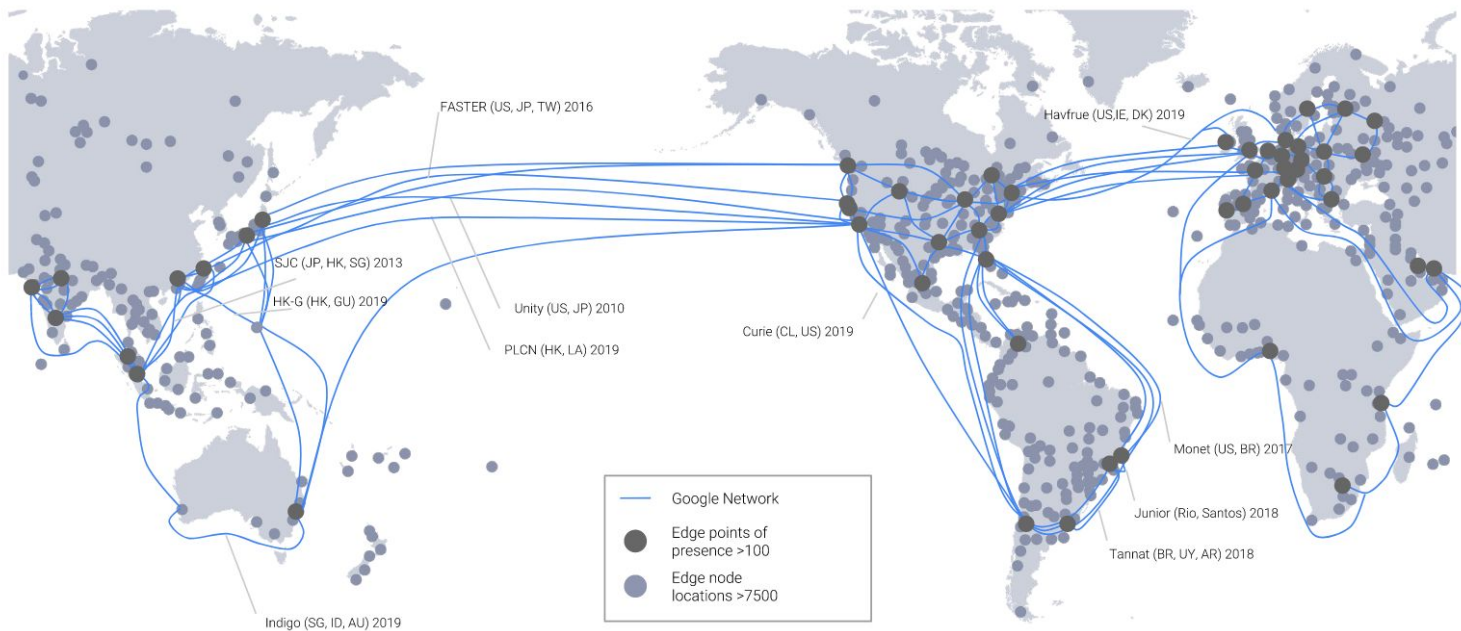 FASTER (US, JP, TW) 2016
Havfrue (US,IE, DK) 2019
SJC (JP, HK, SG) 2013
HK-G (HK, GU) 2019
Unity (US, JP) 2010
PLCN (HK, LA) 2019
Curie (CL, US) 2019
Monet (US, BR) 2017
Junior (Rio, Santos) 2018
Tannat (BR, UY, AR) 2018
Indigo (SG, ID, AU) 2019
Google Network
Edge points of
presence >100
Edge node
locations >7500